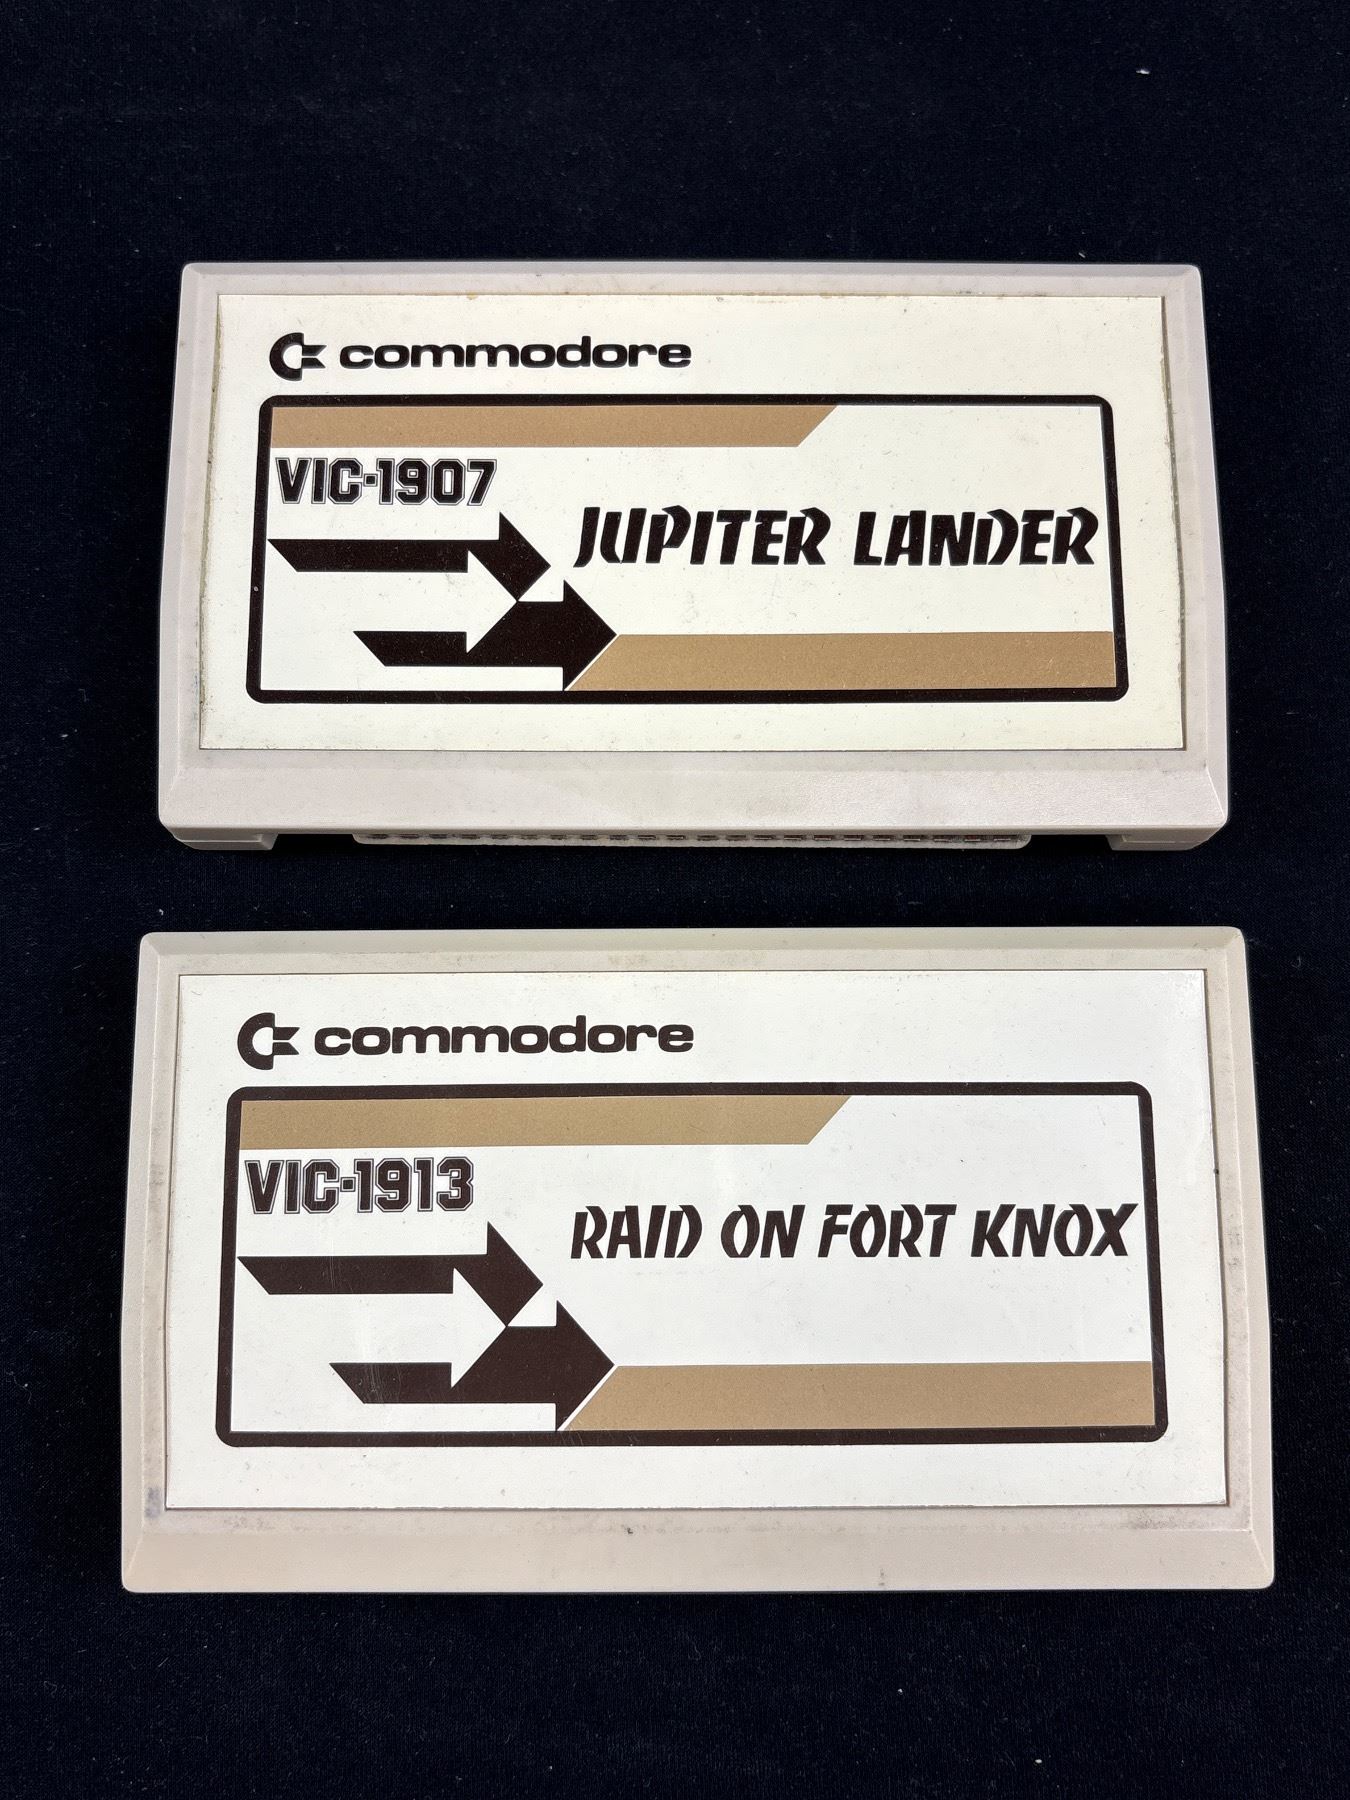 commodore
VIC-1907
JUPITER LANDER
commodore
VIC-1913
RAID ON FORT KNOX